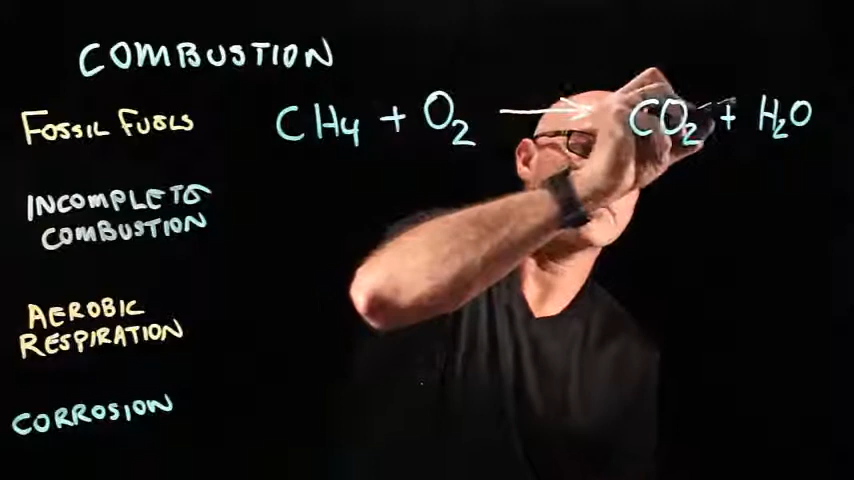 COMBUSTION
FOSSIL FUELS
CH4 + O2 → CO2 + H2O
INCOMPLETE
COMBUSTION
AEROBIC
RESPIRATION
CORROSION